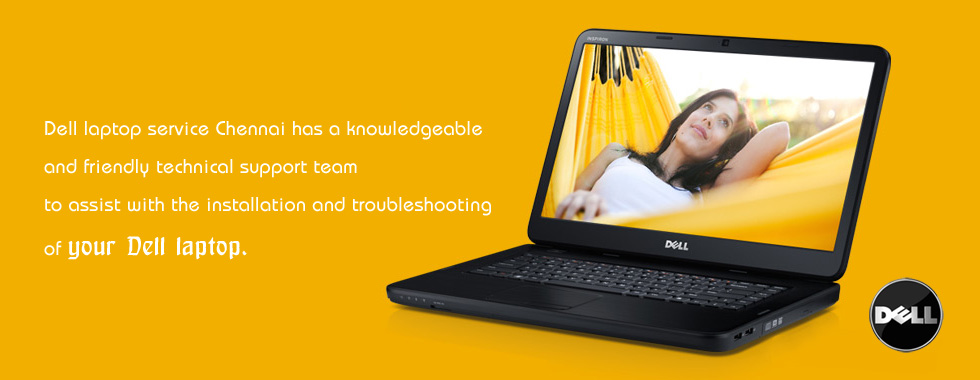 Dell laptop service Chennai has a knowledgeable
and friendly technical support team
to assist with the installation and troubleshooting
of your Dell laptop.
INSPIRON
DELL
DELL